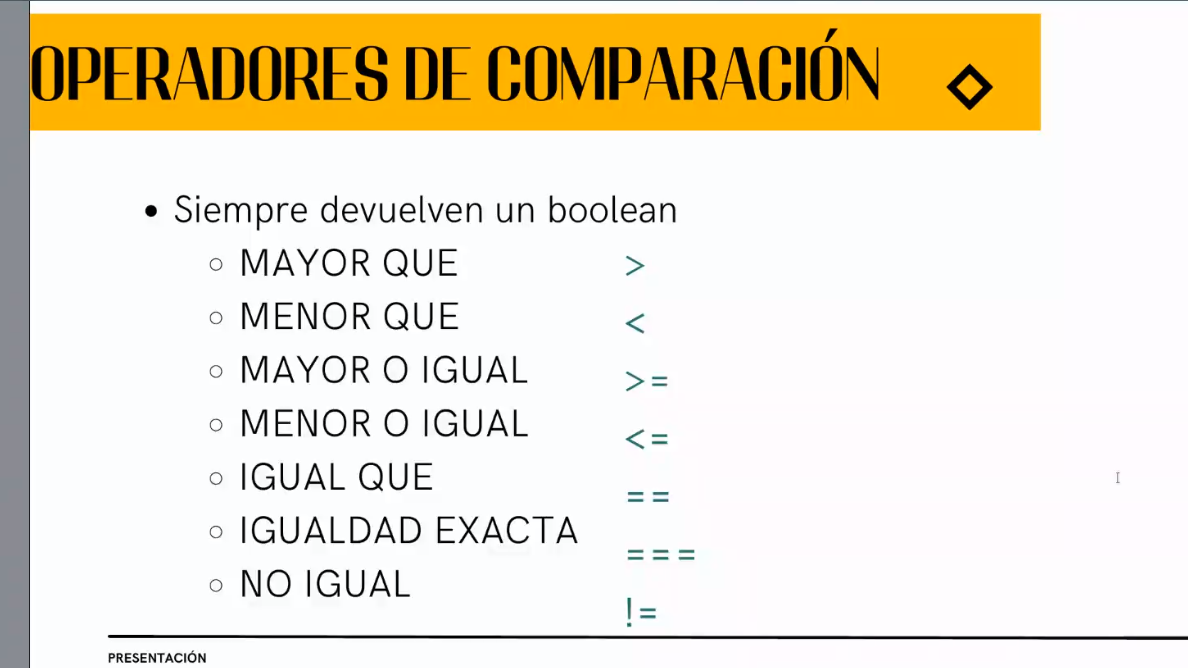 OPERADORES DE COMPARACIÓN
• Siempre devuelven un boolean
○ MAYOR QUE >
○ MENOR QUE <
○ MAYOR O IGUAL >=
○ MENOR O IGUAL <=
○ IGUAL QUE ==
○ IGUALDAD EXACTA ===
○ NO IGUAL !=
PRESENTACIÓN